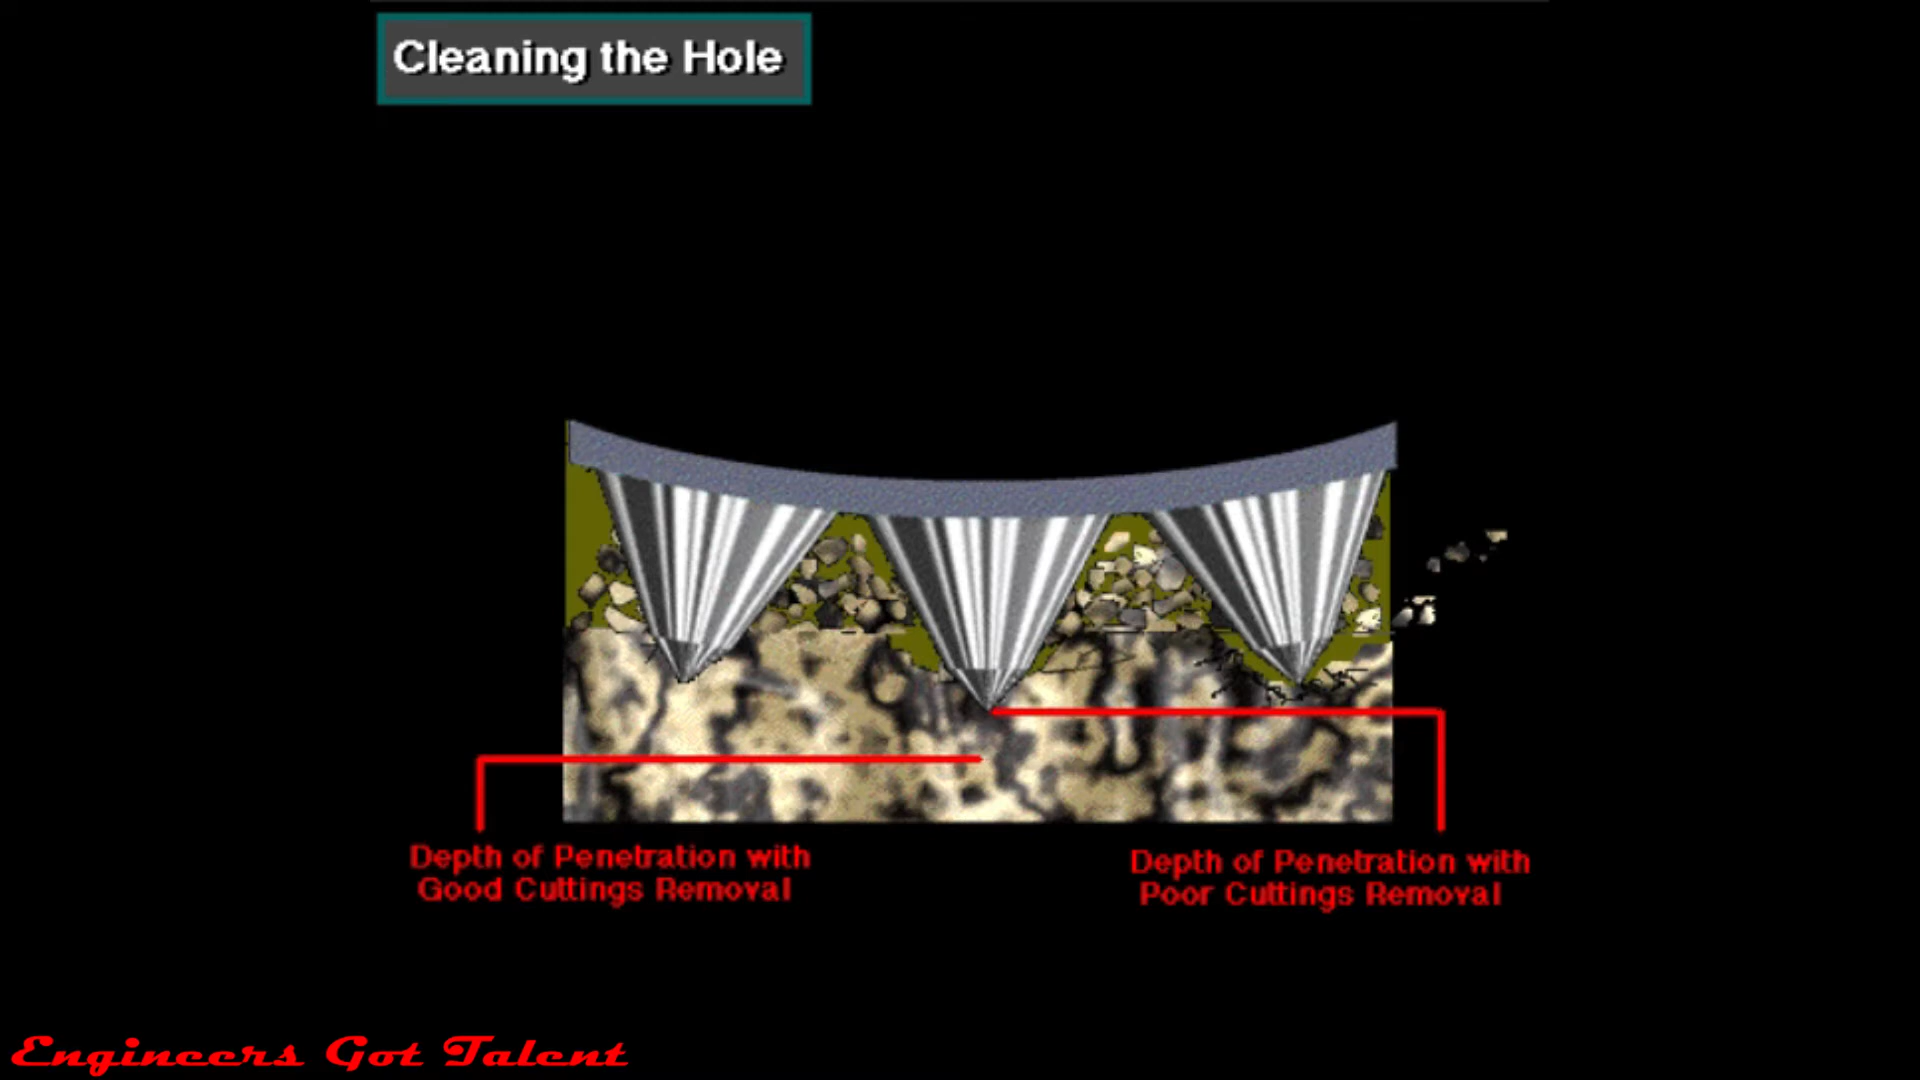 Cleaning the Hole
Depth of Penetration with
Good Cuttings Removal
Depth of Penetration with
Poor Cuttings Removal
Engineers Got Talent